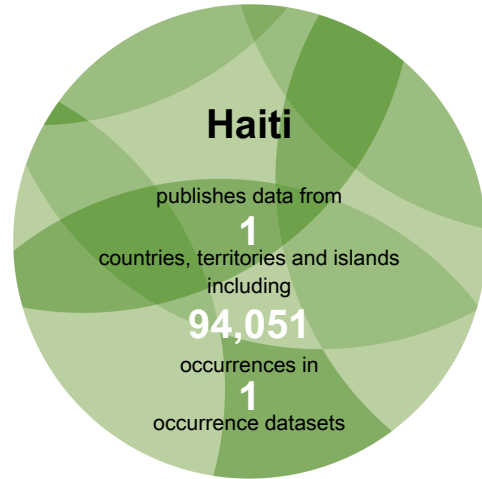 Haiti
publishes data from
1
countries, territories and islands
including
94,051
occurrences in
1
occurrence datasets